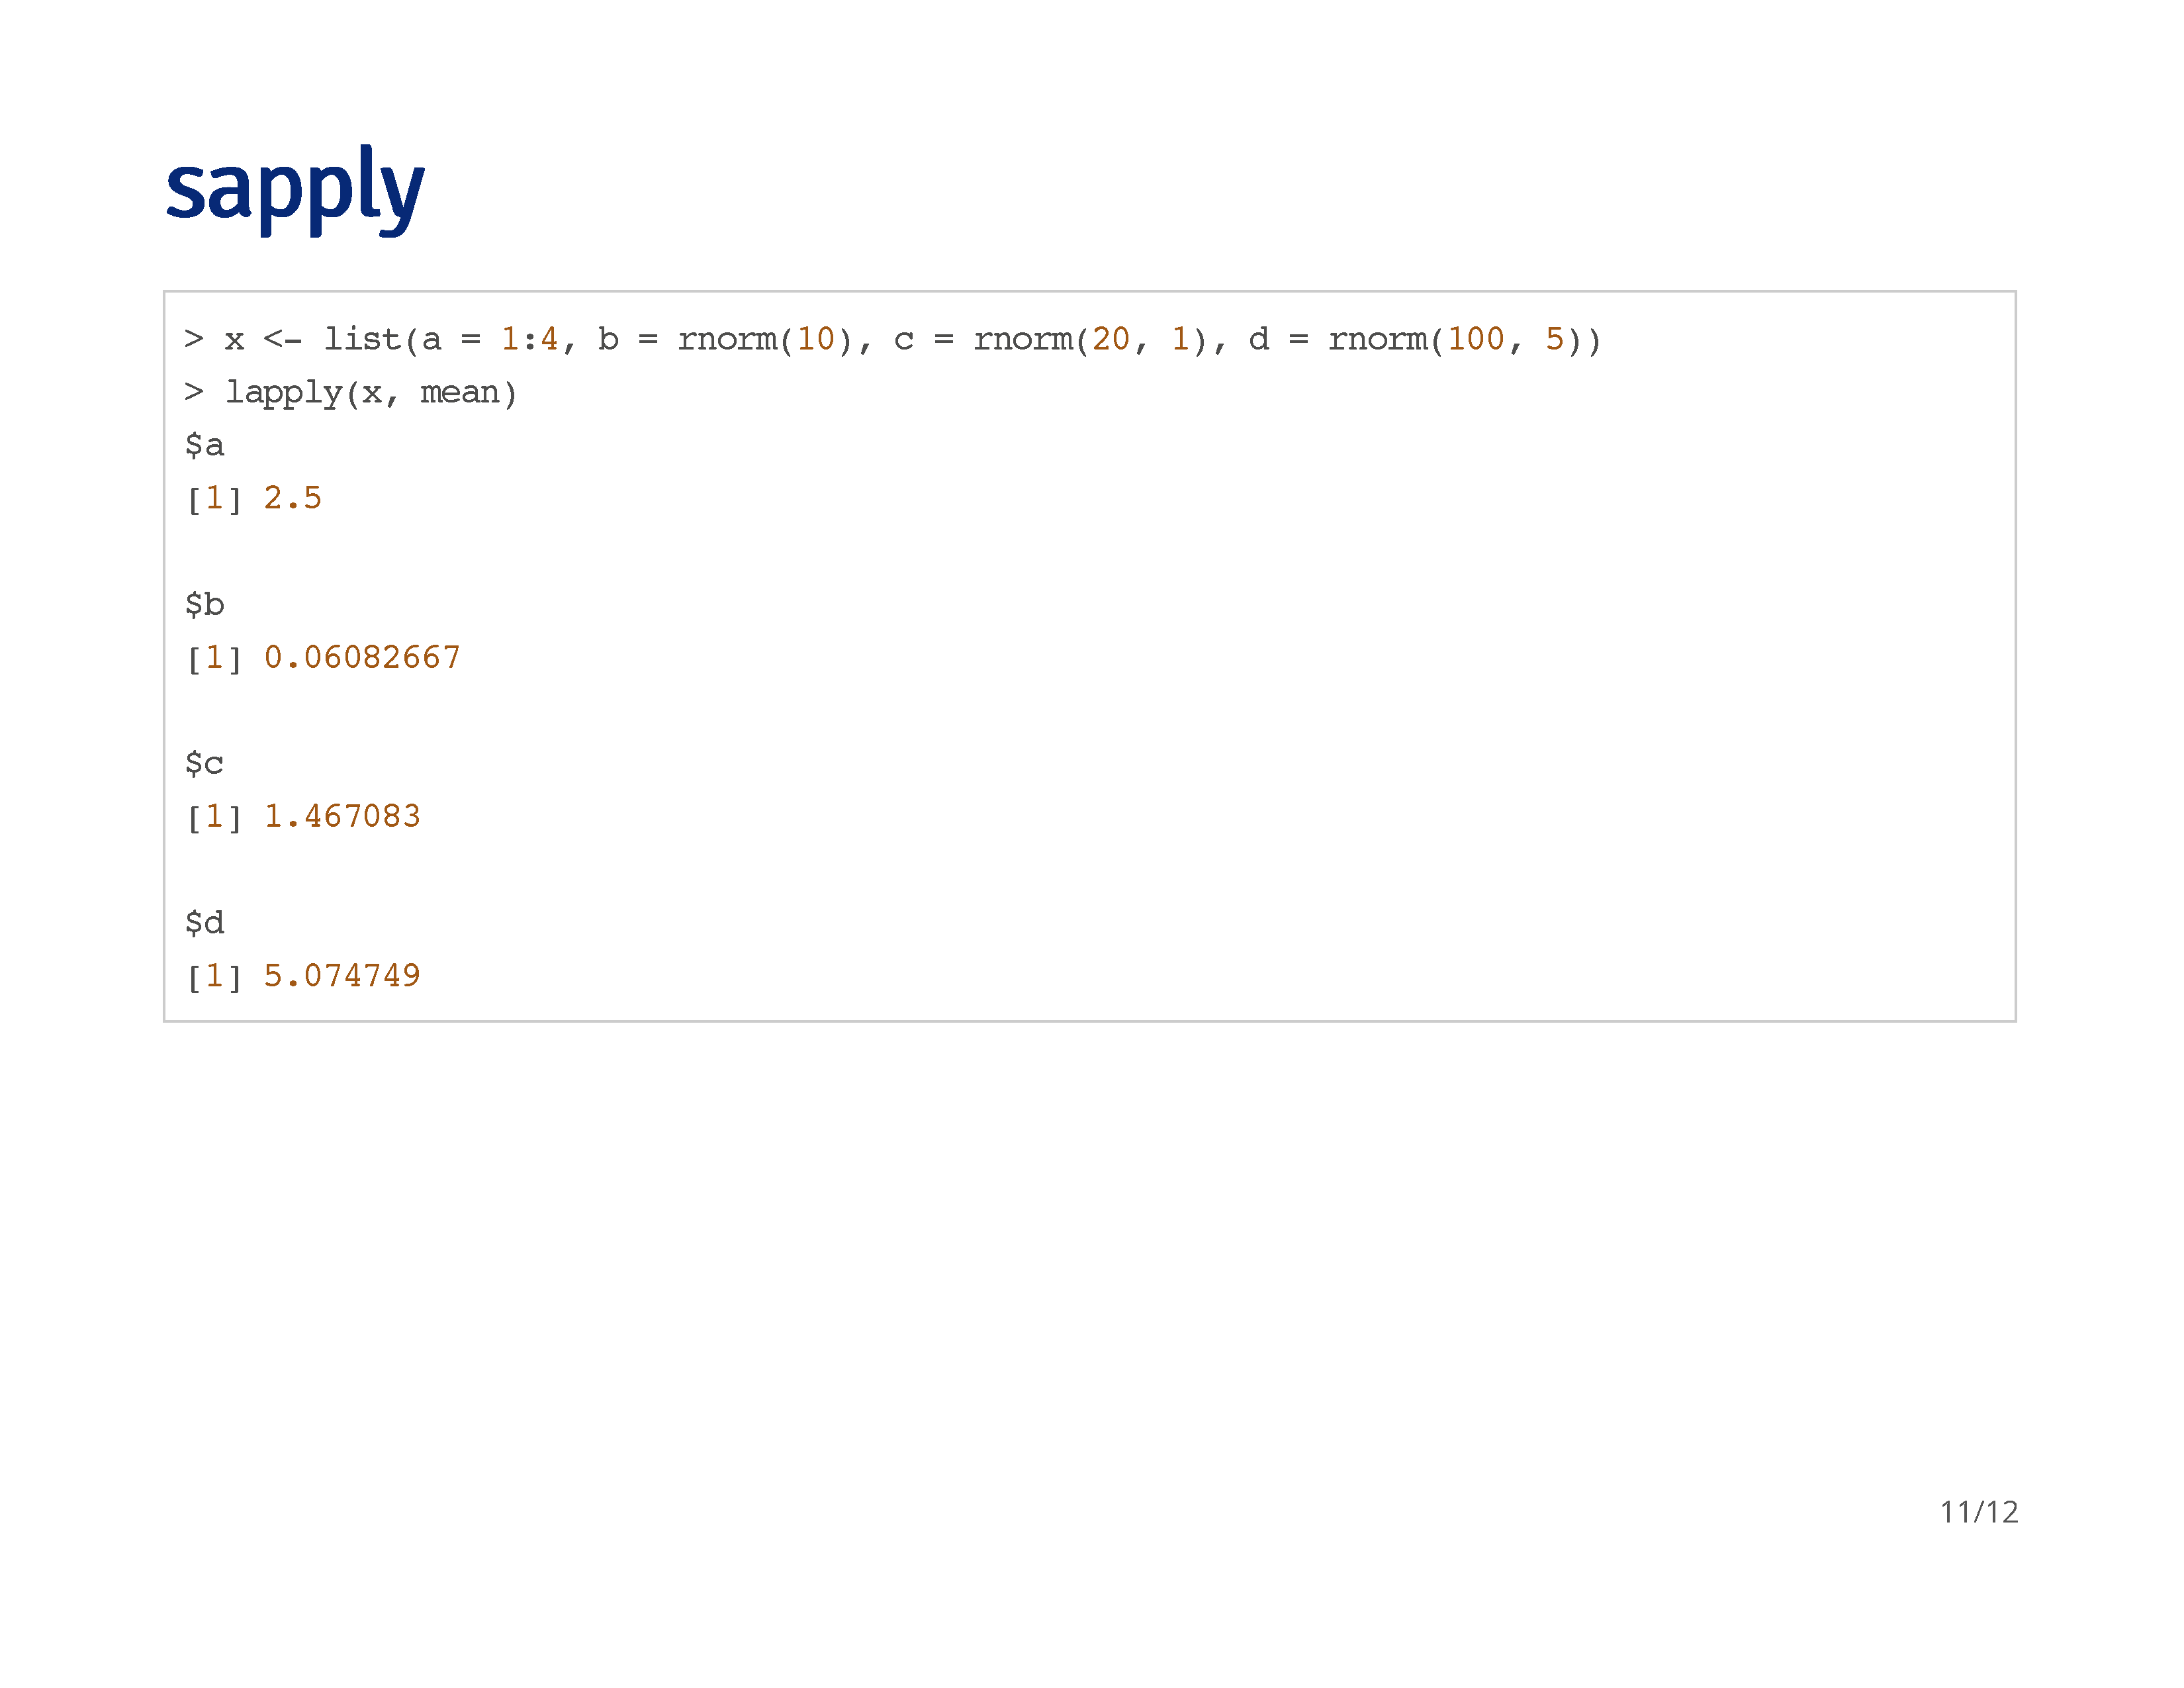 sapply
> x <- list(a = 1:4, b = rnorm(10), c = rnorm(20, 1), d = rnorm(100, 5))
> lapply(x, mean)
$a
[1] 2.5
$b
[1] 0.06082667
$c
[1] 1.467083
$d
[1] 5.074749
11/12